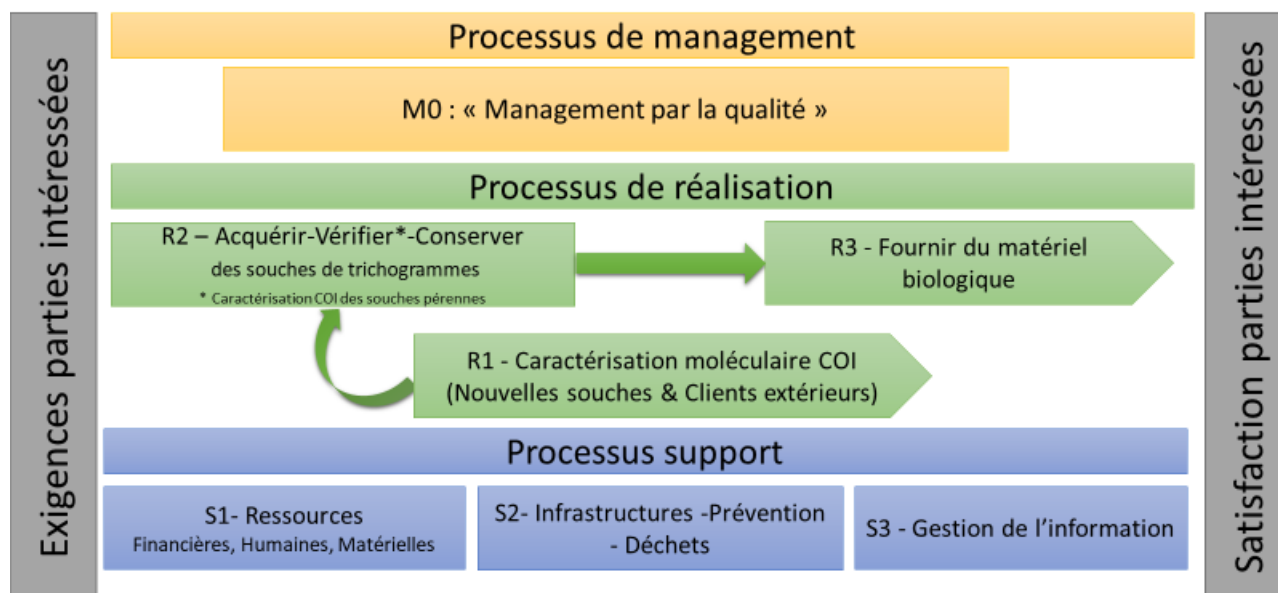 Exigences parties intéressées
Processus de management
M0 : « Management par la qualité »
Processus de réalisation
R2 – Acquérir-Vérifier*-Conserver
des souches de trichogrammes
* Caractérisation COI des souches pérennes
R3 - Fournir du matériel
biologique
R1 - Caractérisation moléculaire COI
(Nouvelles souches & Clients extérieurs)
Processus support
S1- Ressources
Financières, Humaines, Matérielles
S2- Infrastructures -Prévention
- Déchets
S3 - Gestion de l’information
Satisfaction parties intéressées